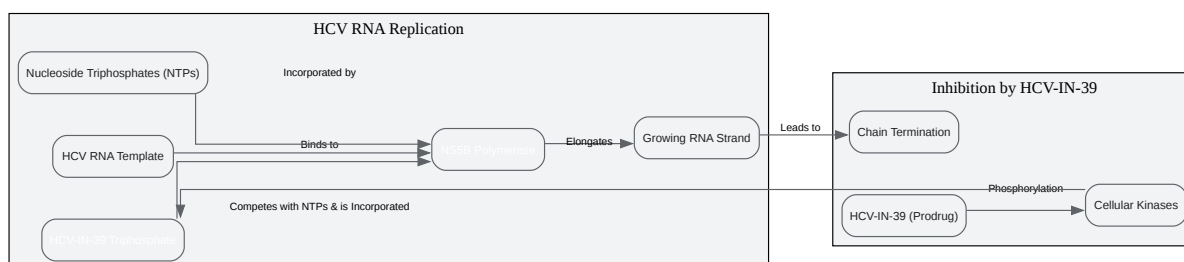 HCV RNA Replication
Nucleoside Triphosphates (NTPs)
Incorporated by
HCV RNA Template
Binds to
NS5B Polymerase
Elongates
Growing RNA Strand
Competes with NTPs & is Incorporated
HCV-IN-39 Triphosphate
Leads to
Inhibition by HCV-IN-39
Chain Termination
Phosphorylation
HCV-IN-39 (Prodrug)
Cellular Kinases